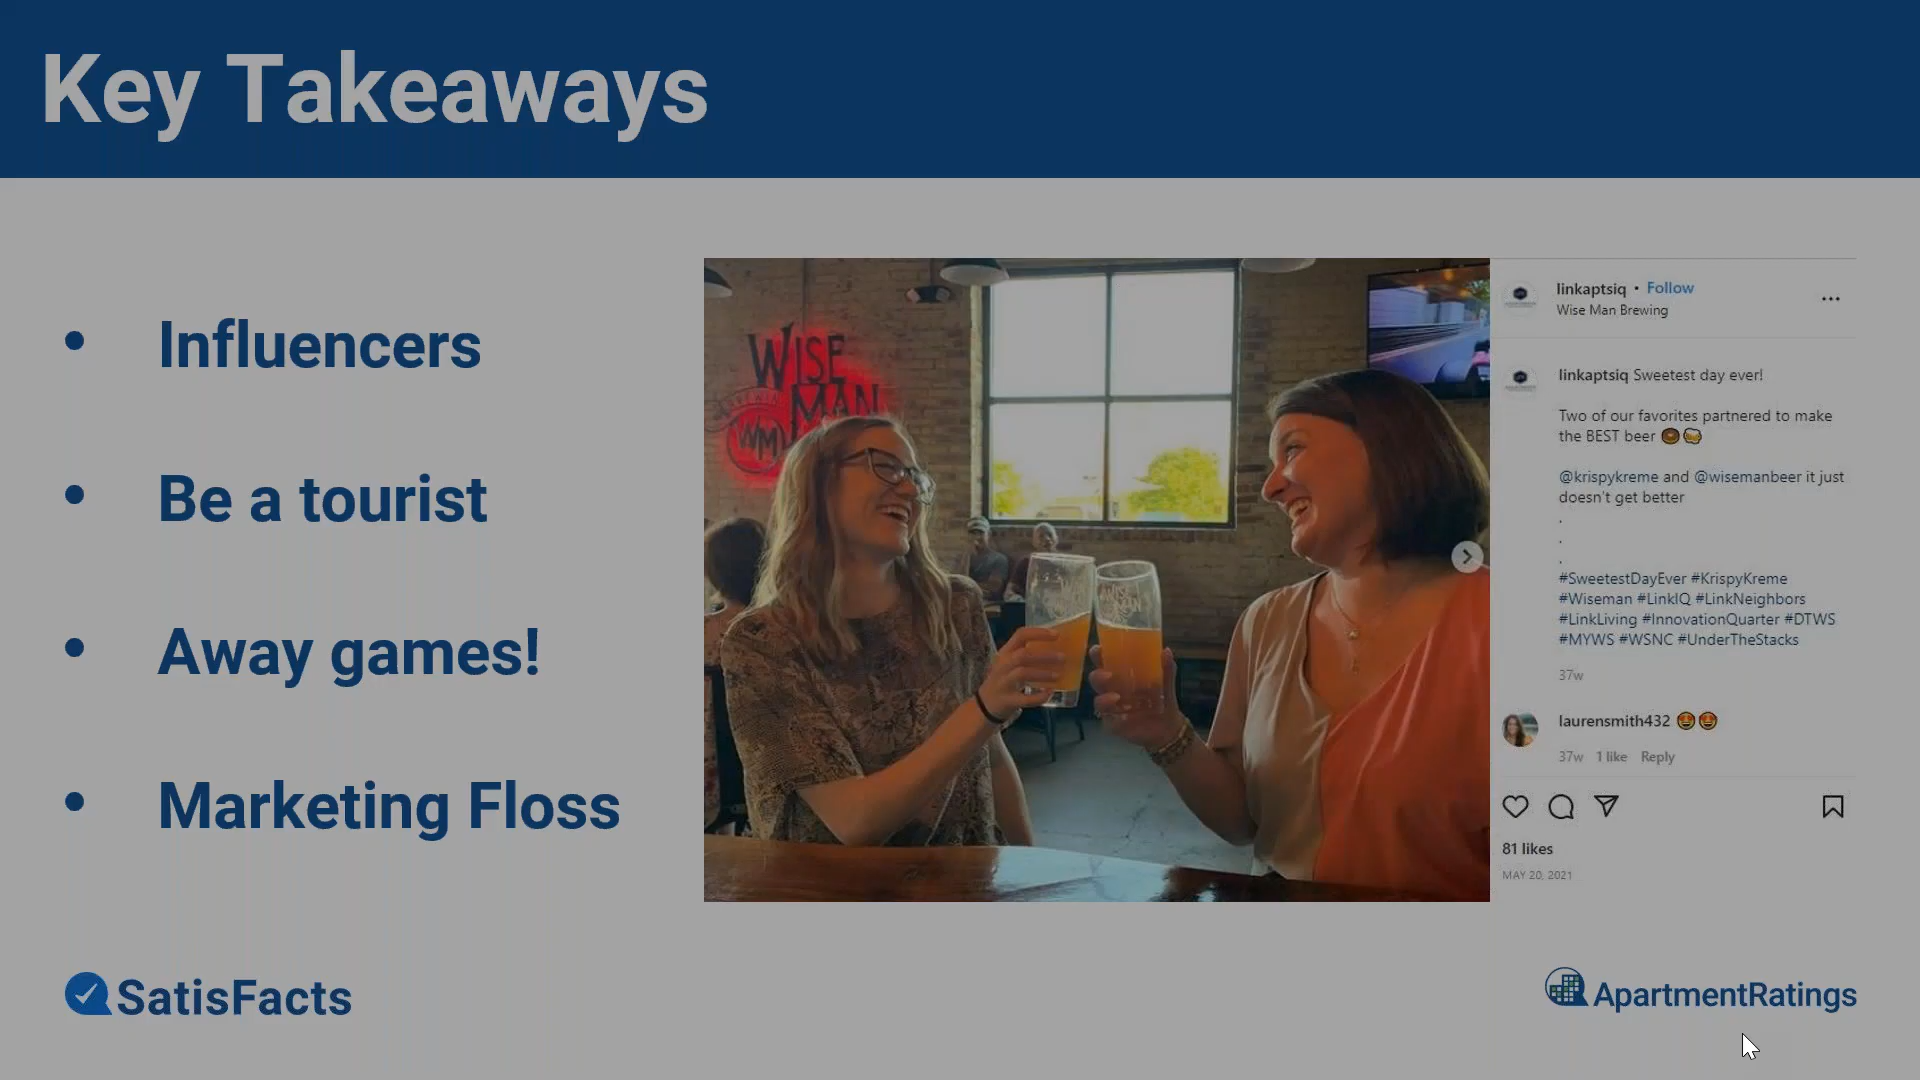 Key Takeaways
• Influencers
• Be a tourist
• Away games!
• Marketing Floss
WISE
MAN
WM
linkaptsiq • Follow
Wise Man Brewing
linkaptsiq Sweetest day ever!
Two of our favorites partnered to make
the BEST beer 🍩🍻
@krispykreme and @wisemanbeer it just
doesn't get better
.
.
.
#SweetestDayEver #KrispyKreme
#Wiseman #LinkIQ #LinkNeighbors
#LinkLiving #InnovationQuarter #DTWS
#MYWS #WSNC #UnderTheStacks
37w
laurensmith432 🤩🤩
37w 1 like Reply
81 likes
MAY 20, 2021
SatisFacts
ApartmentRatings